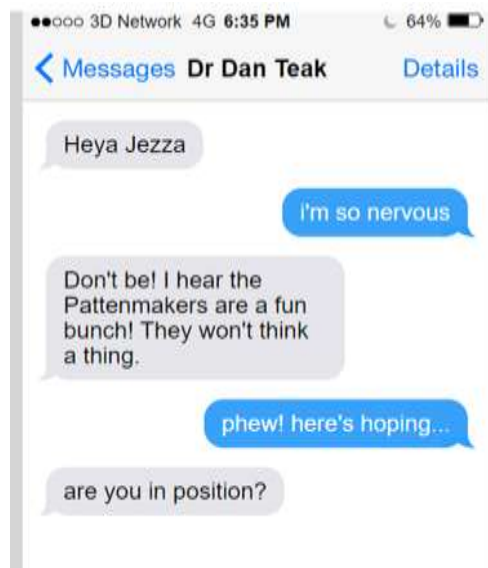 3D Network 4G 6:35 PM 64%
Messages Dr Dan Teak Details
Heya Jezza
i'm so nervous
Don't be! I hear the
Pattenmakers are a fun
bunch! They won't think
a thing.
phew! here's hoping...
are you in position?